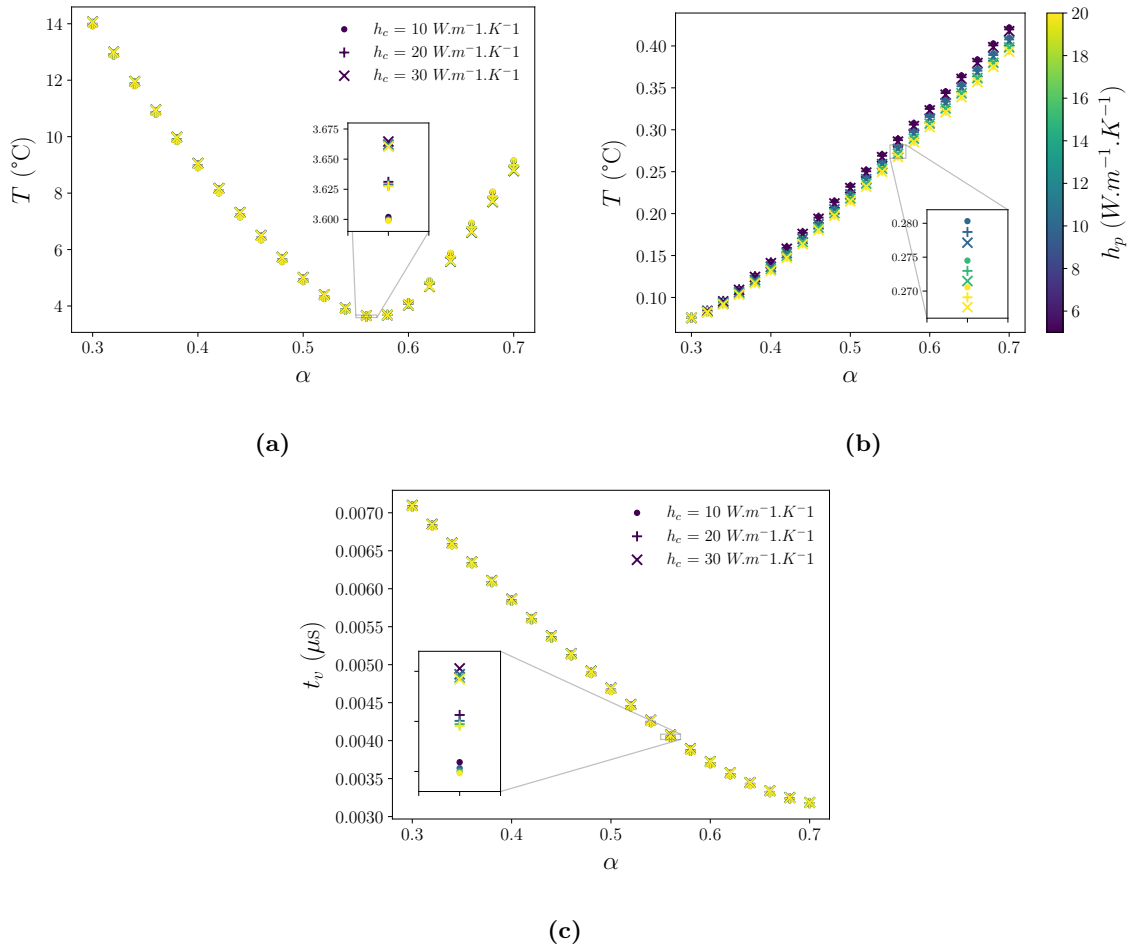 14
12
10
8
6
4
T (°C)
h_c = 10 W.m⁻1.K⁻1
h_c = 20 W.m⁻1.K⁻1
h_c = 30 W.m⁻1.K⁻1
3.675
3.650
3.625
3.600
0.3 0.4 0.5 0.6 0.7
α
(a)
0.40
0.35
0.30
0.25
0.20
0.15
0.10
T (°C)
0.280
0.275
0.270
0.3 0.4 0.5 0.6 0.7
α
(b)
20
18
16
14
12
10
8
6
h_p (W.m⁻¹.K⁻¹)
0.0070
0.0065
0.0060
0.0055
0.0050
0.0045
0.0040
0.0035
0.0030
t_v (μs)
h_c = 10 W.m⁻1.K⁻1
h_c = 20 W.m⁻1.K⁻1
h_c = 30 W.m⁻1.K⁻1
0.3 0.4 0.5 0.6 0.7
α
(c)